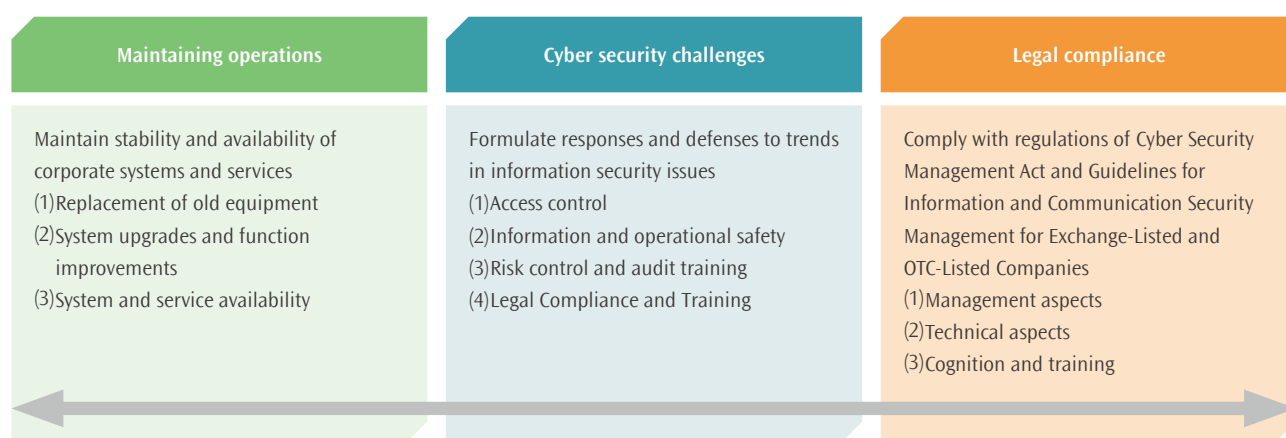 Maintaining operations
Maintain stability and availability of
corporate systems and services
(1)Replacement of old equipment
(2)System upgrades and function
improvements
(3)System and service availability
Cyber security challenges
Formulate responses and defenses to trends
in information security issues
(1)Access control
(2)Information and operational safety
(3)Risk control and audit training
(4)Legal Compliance and Training
Legal compliance
Comply with regulations of Cyber Security
Management Act and Guidelines for
Information and Communication Security
Management for Exchange-Listed and
OTC-Listed Companies
(1)Management aspects
(2)Technical aspects
(3)Cognition and training